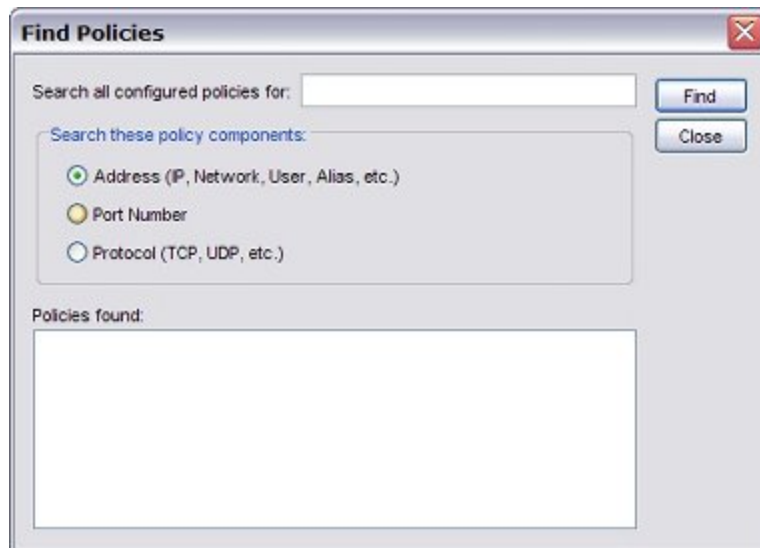 Find Policies
Search all configured policies for:
Find
Close
Search these policy components:
Address (IP, Network, User, Alias, etc.)
Port Number
Protocol (TCP, UDP, etc.)
Policies found: